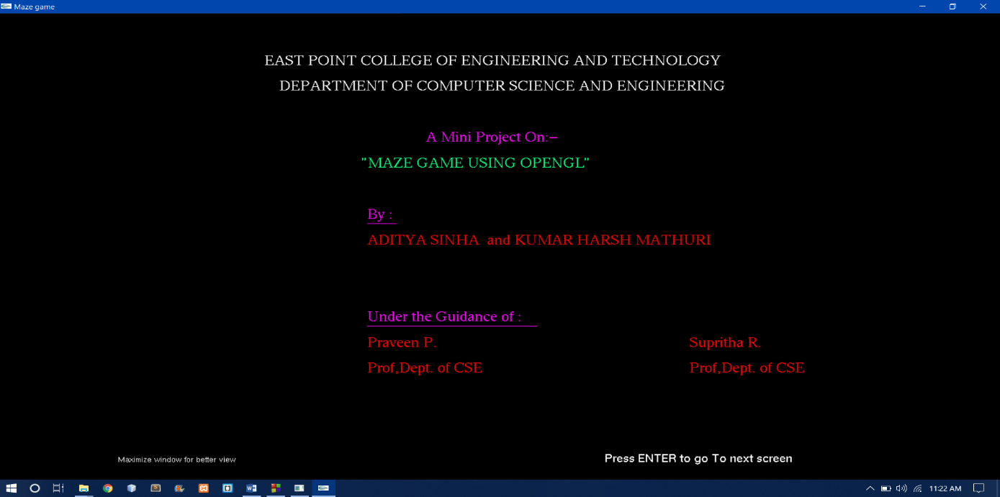 Maze game
EAST POINT COLLEGE OF ENGINEERING AND TECHNOLOGY
DEPARTMENT OF COMPUTER SCIENCE AND ENGINEERING
A Mini Project On:–
"MAZE GAME USING OPENGL"
By :
ADITYA SINHA  and KUMAR HARSH MATHURI
Under the Guidance of :
Praveen P. Supritha R.
Prof,Dept. of CSE Prof,Dept. of CSE
Maximize window for better view Press ENTER to go To next screen
11:22 AM